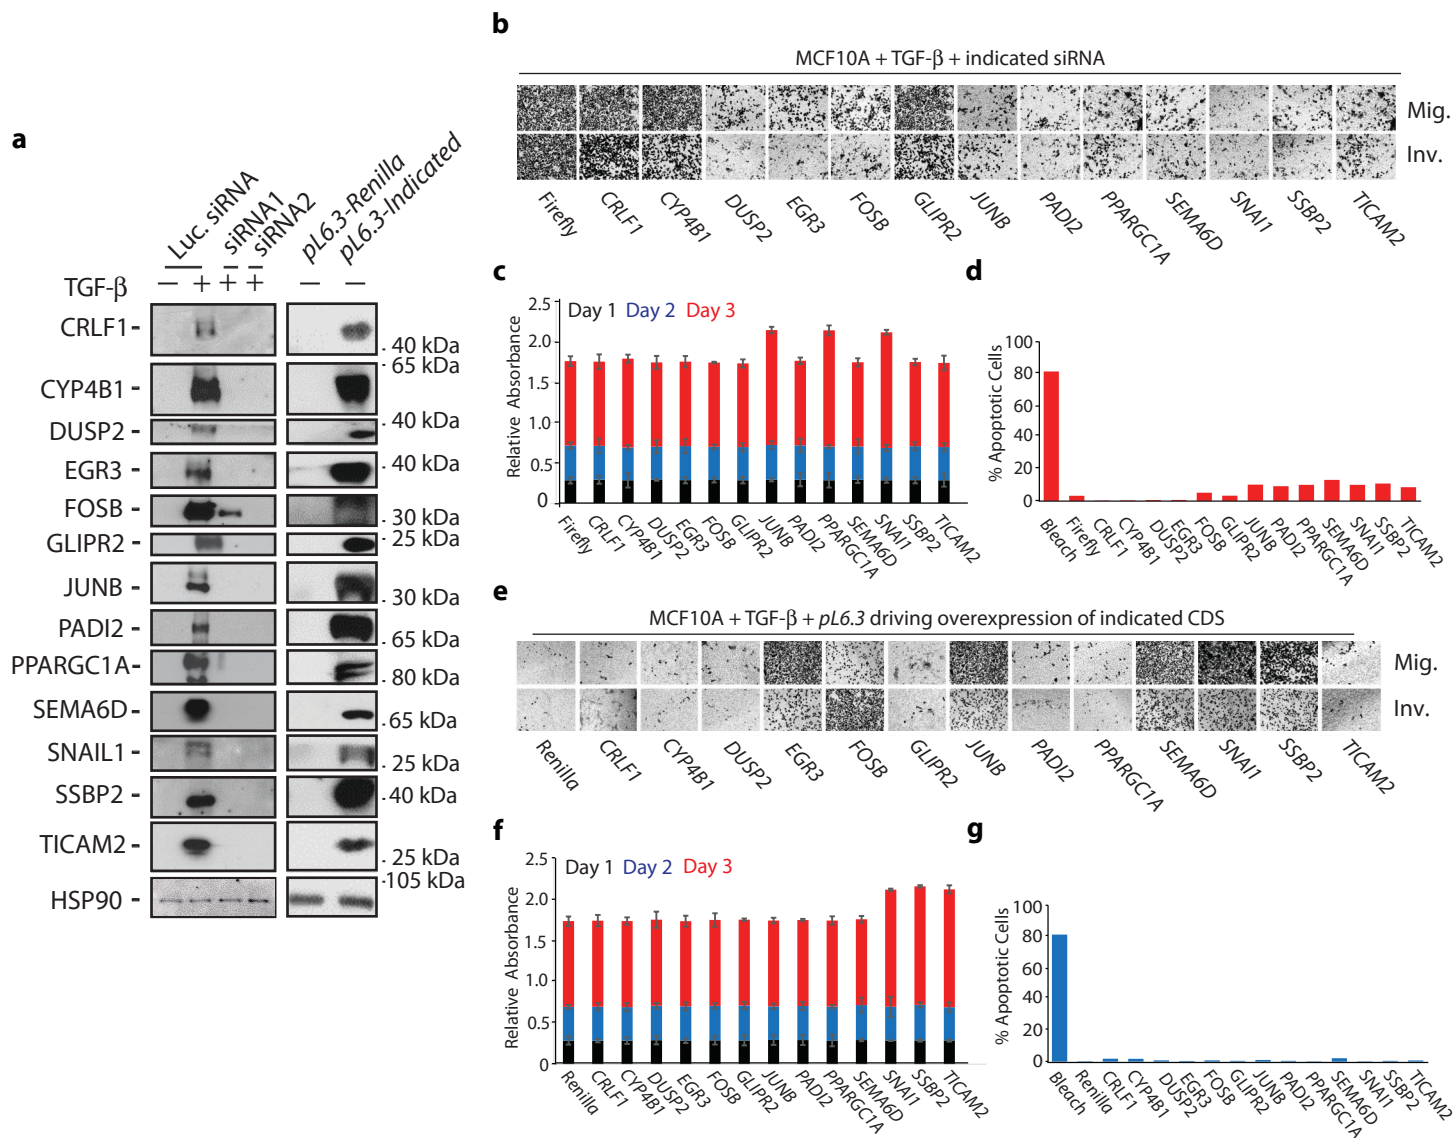 a
Luc. siRNA
siRNA1
siRNA2
pL6.3-Renilla
pL6.3-Indicated
TGF-β − + + + − −
CRLF1 -
40 kDa
65 kDa
CYP4B1 -
DUSP2 -
40 kDa
EGR3 -
40 kDa
FOSB -
30 kDa
GLIPR2 -
25 kDa
JUNB -
30 kDa
PADI2 -
65 kDa
PPARGC1A -
80 kDa
SEMA6D -
65 kDa
SNAIL1 -
25 kDa
SSBP2 -
40 kDa
TICAM2 -
25 kDa
105 kDa
HSP90 -
b
MCF10A + TGF-β + indicated siRNA
Mig.
Inv.
Firefly CRLF1 CYP4B1 DUSP2 EGR3 FOSB GLIPR2 JUNB PADI2 PPARGC1A SEMA6D SNAI1 SSBP2 TICAM2
c
Day 1 Day 2 Day 3
Relative Absorbance
2.5
2.0
1.5
1.0
0.5
0
Firefly CRLF1 CYP4B1 DUSP2 EGR3 FOSB GLIPR2 JUNB PADI2 PPARGC1A SEMA6D SNAI1 SSBP2 TICAM2
d
% Apoptotic Cells
100
80
60
40
20
0
Bleach Firefly CRLF1 CYP4B1 DUSP2 EGR3 FOSB GLIPR2 JUNB PADI2 PPARGC1A SEMA6D SNAI1 SSBP2 TICAM2
e
MCF10A + TGF-β + pL6.3 driving overexpression of indicated CDS
Mig.
Inv.
Renilla CRLF1 CYP4B1 DUSP2 EGR3 FOSB GLIPR2 JUNB PADI2 PPARGC1A SEMA6D SNAI1 SSBP2 TICAM2
f
Day 1 Day 2 Day 3
Relative Absorbance
2.5
2.0
1.5
1.0
0.5
0
Renilla CRLF1 CYP4B1 DUSP2 EGR3 FOSB GLIPR2 JUNB PADI2 PPARGC1A SEMA6D SNAI1 SSBP2 TICAM2
g
% Apoptotic Cells
100
80
60
40
20
0
Bleach Renilla CRLF1 CYP4B1 DUSP2 EGR3 FOSB GLIPR2 JUNB PADI2 PPARGC1A SEMA6D SNAI1 SSBP2 TICAM2